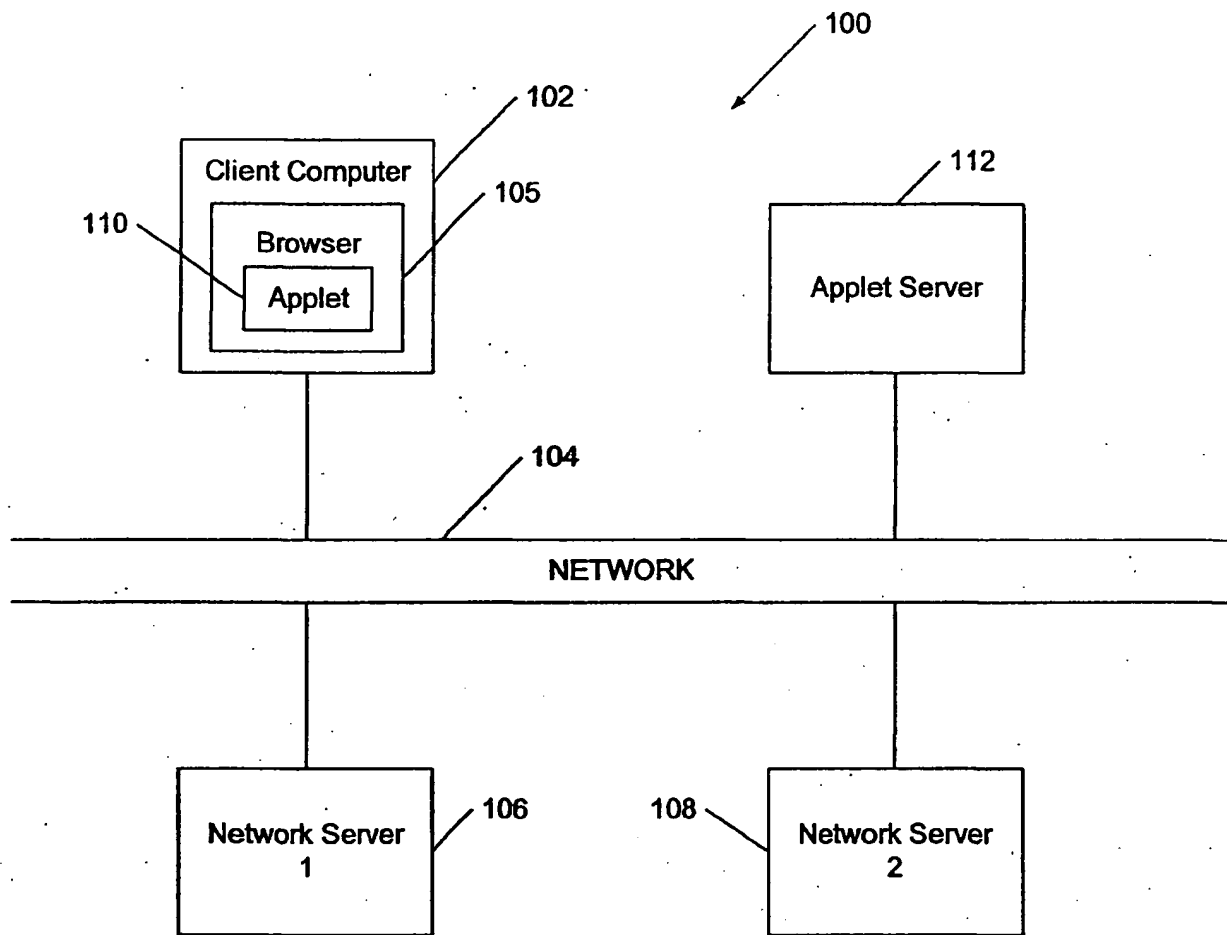 100
102
Client Computer
112
105
110
Browser
Applet
Applet Server
104
NETWORK
Network Server
1
106
108
Network Server
2